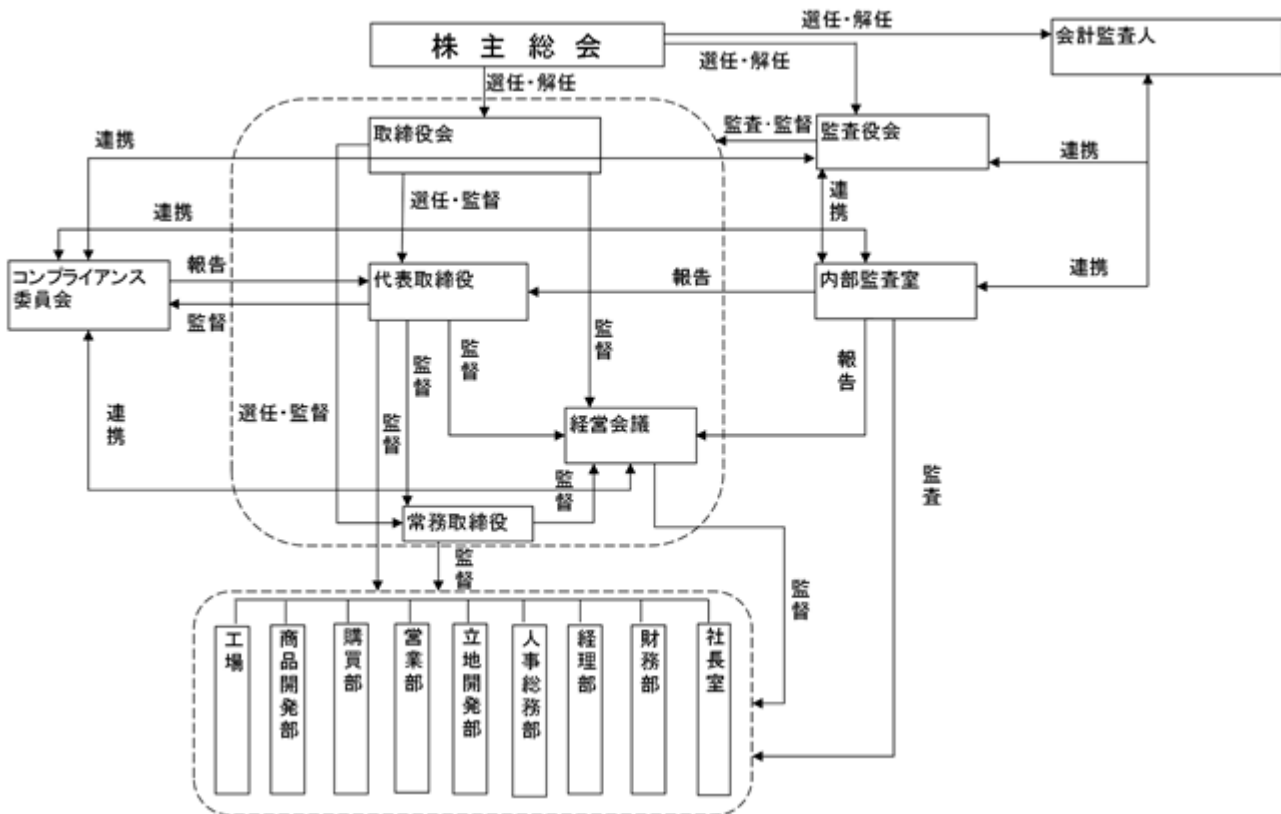 選任・解任
株主総会
会計監査人
選任・解任
選任・解任
取締役会
監査・監督
監査役会
連携
連携
選任・監督
連携
連携
コンプライアンス
委員会
報告
代表取締役
報告
内部監査室
連携
監督
監督
監督
監督
報告
選任・監督
監督
連携
経営会議
監督
監査
常務取締役
監督
監督
工場
商品開発部
購買部
営業部
立地開発部
人事総務部
経理部
財務部
社長室